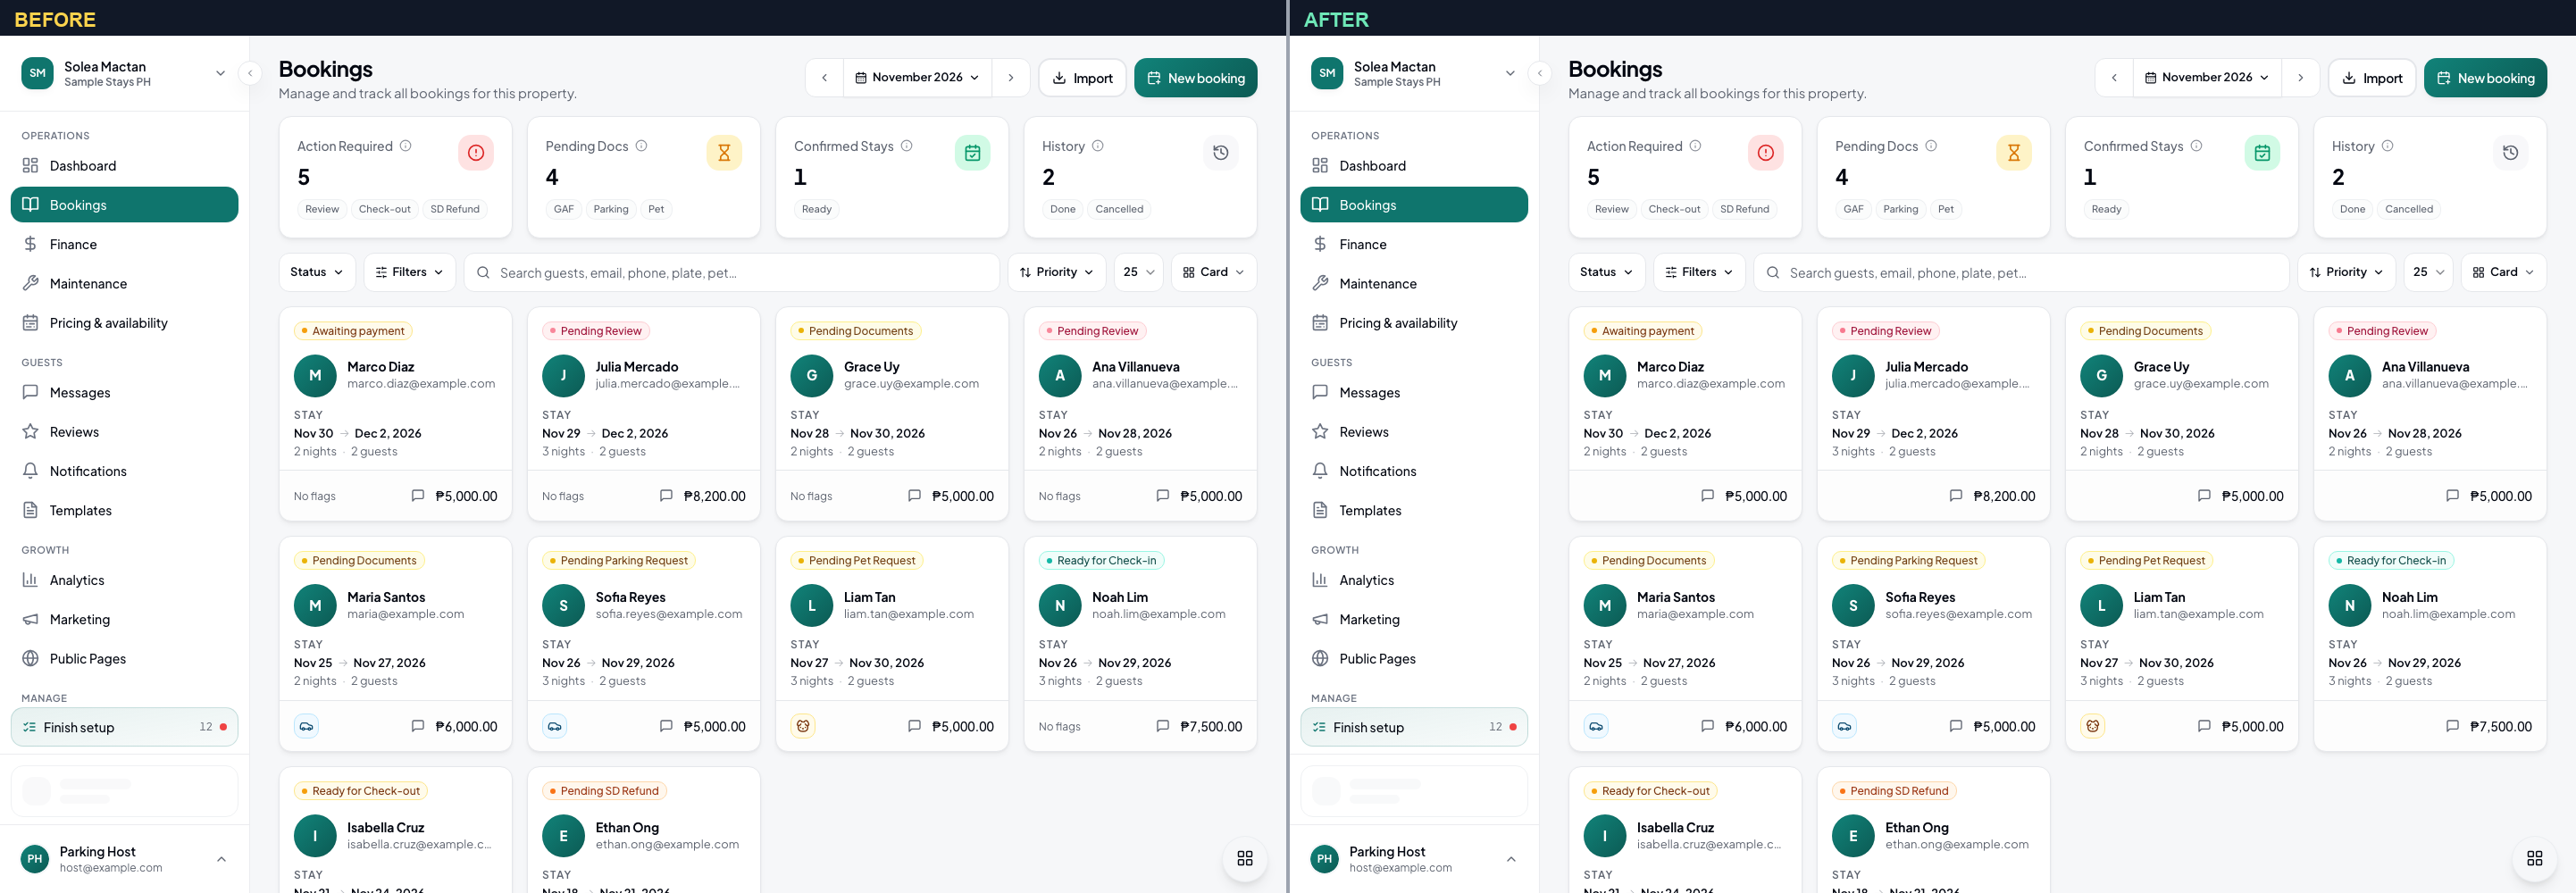 BEFORE
SM
Solea Mactan
Sample Stays PH
OPERATIONS
Dashboard
Bookings
Finance
Maintenance
Pricing & availability
GUESTS
Messages
Reviews
Notifications
Templates
GROWTH
Analytics
Marketing
Public Pages
MANAGE
Finish setup 12
PH
Parking Host
host@example.com
Bookings
Manage and track all bookings for this property.
November 2026
Import
New booking
Action Required
5
Review Check-out SD Refund
Pending Docs
4
GAF Parking Pet
Confirmed Stays
1
Ready
History
2
Done Cancelled
Status
Filters
Search guests, email, phone, plate, pet...
Priority
25
Card
Awaiting payment
M
Marco Diaz
marco.diaz@example.com
STAY
Nov 30 → Dec 2, 2026
2 nights · 2 guests
No flags ₱5,000.00
Pending Review
J
Julia Mercado
julia.mercado@example....
STAY
Nov 29 → Dec 2, 2026
3 nights · 2 guests
No flags ₱8,200.00
Pending Documents
G
Grace Uy
grace.uy@example.com
STAY
Nov 28 → Nov 30, 2026
2 nights · 2 guests
No flags ₱5,000.00
Pending Review
A
Ana Villanueva
ana.villanueva@example....
STAY
Nov 26 → Nov 28, 2026
2 nights · 2 guests
No flags ₱5,000.00
Pending Documents
M
Maria Santos
maria@example.com
STAY
Nov 25 → Nov 27, 2026
2 nights · 2 guests
₱6,000.00
Pending Parking Request
S
Sofia Reyes
sofia.reyes@example.com
STAY
Nov 26 → Nov 29, 2026
3 nights · 2 guests
₱5,000.00
Pending Pet Request
L
Liam Tan
liam.tan@example.com
STAY
Nov 27 → Nov 30, 2026
3 nights · 2 guests
₱5,000.00
Ready for Check-in
N
Noah Lim
noah.lim@example.com
STAY
Nov 26 → Nov 29, 2026
3 nights · 2 guests
No flags ₱7,500.00
Ready for Check-out
I
Isabella Cruz
isabella.cruz@example.c...
STAY
Nov 21 → Nov 24, 2026
Pending SD Refund
E
Ethan Ong
ethan.ong@example.com
STAY
Nov 18 → Nov 21, 2026
AFTER
SM
Solea Mactan
Sample Stays PH
OPERATIONS
Dashboard
Bookings
Finance
Maintenance
Pricing & availability
GUESTS
Messages
Reviews
Notifications
Templates
GROWTH
Analytics
Marketing
Public Pages
MANAGE
Finish setup 12
PH
Parking Host
host@example.com
Bookings
Manage and track all bookings for this property.
November 2026
Import
New booking
Action Required
5
Review Check-out SD Refund
Pending Docs
4
GAF Parking Pet
Confirmed Stays
1
Ready
History
2
Done Cancelled
Status
Filters
Search guests, email, phone, plate, pet...
Priority
25
Card
Awaiting payment
M
Marco Diaz
marco.diaz@example.com
STAY
Nov 30 → Dec 2, 2026
2 nights · 2 guests
₱5,000.00
Pending Review
J
Julia Mercado
julia.mercado@example....
STAY
Nov 29 → Dec 2, 2026
3 nights · 2 guests
₱8,200.00
Pending Documents
G
Grace Uy
grace.uy@example.com
STAY
Nov 28 → Nov 30, 2026
2 nights · 2 guests
₱5,000.00
Pending Review
A
Ana Villanueva
ana.villanueva@example....
STAY
Nov 26 → Nov 28, 2026
2 nights · 2 guests
₱5,000.00
Pending Documents
M
Maria Santos
maria@example.com
STAY
Nov 25 → Nov 27, 2026
2 nights · 2 guests
₱6,000.00
Pending Parking Request
S
Sofia Reyes
sofia.reyes@example.com
STAY
Nov 26 → Nov 29, 2026
3 nights · 2 guests
₱5,000.00
Pending Pet Request
L
Liam Tan
liam.tan@example.com
STAY
Nov 27 → Nov 30, 2026
3 nights · 2 guests
₱5,000.00
Ready for Check-in
N
Noah Lim
noah.lim@example.com
STAY
Nov 26 → Nov 29, 2026
3 nights · 2 guests
₱7,500.00
Ready for Check-out
I
Isabella Cruz
isabella.cruz@example.c...
STAY
Nov 21 → Nov 24, 2026
Pending SD Refund
E
Ethan Ong
ethan.ong@example.com
STAY
Nov 18 → Nov 21, 2026